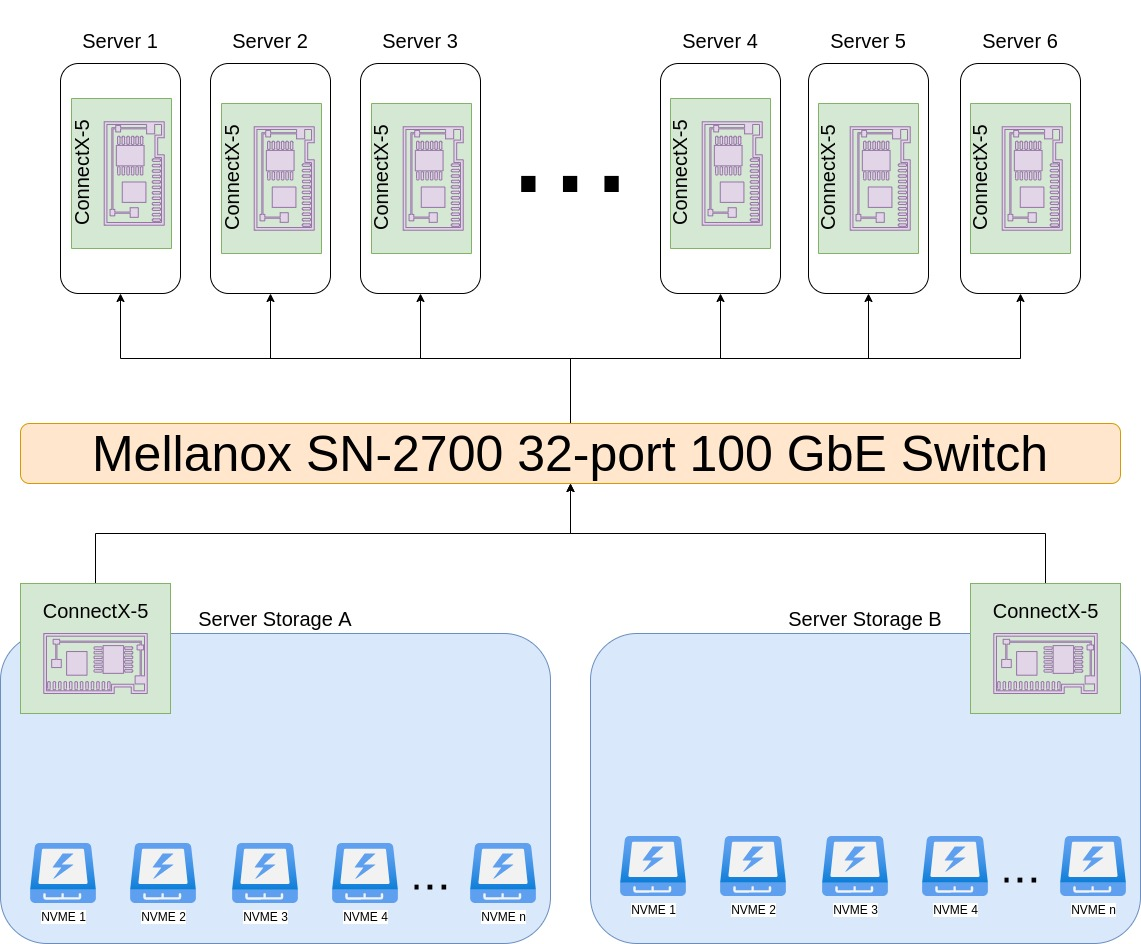 Server 1
Server 2
Server 3
Server 4
Server 5
Server 6
ConnectX-5
ConnectX-5
ConnectX-5
ConnectX-5
ConnectX-5
ConnectX-5
Mellanox SN-2700 32-port 100 GbE Switch
ConnectX-5
Server Storage A
Server Storage B
ConnectX-5
NVME 1
NVME 2
NVME 3
NVME 4
...
NVME n
NVME 1
NVME 2
NVME 3
NVME 4
...
NVME n